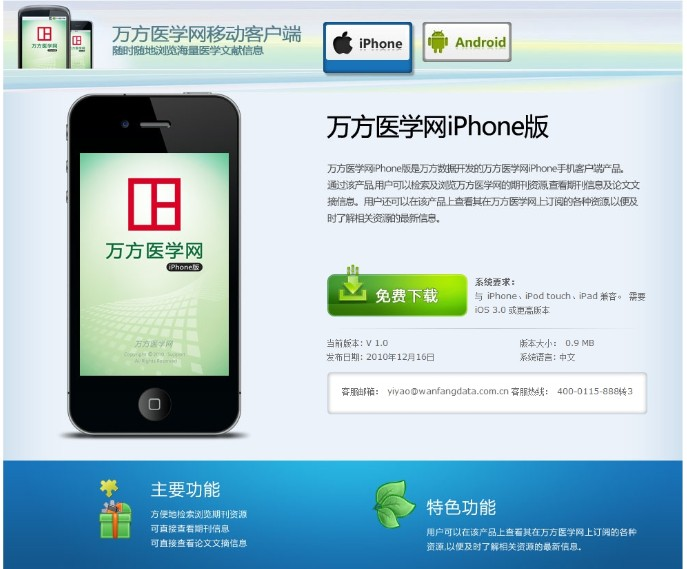 万方医学网移动客户端
随时随地浏览海量医学文献信息
iPhone
Android
万方医学网
万方医学网iPhone版
万方医学网iPhone版是万方数据开发的万方医学网iPhone手机客户端产品。
通过该产品,用户可以检索及浏览万方医学网的期刊资源,查看期刊信息及论文文
摘信息。用户还可以在该产品上查看其在万方医学网上订阅的各种资源,以便及
时了解相关资源的最新信息。
万方医学网
iPhone版
万方医学网
All Rights Reserved
免费下载
系统要求:
与 iPhone、iPod touch、iPad 兼容。 需要
iOS 3.0 或更高版本
当前版本: V 1.0
版本大小: 0.9 MB
发布日期: 2010年12月16日
系统语言: 中文
客服邮箱: yiyao@wanfangdata.com.cn 客服热线: 400-0115-888转3
主要功能
方便地检索浏览期刊资源
可直接查看期刊信息
可直接查看论文文摘信息
特色功能
用户可以在该产品上查看其在万方医学网上订阅的各种
资源,以便及时了解相关资源的最新信息。